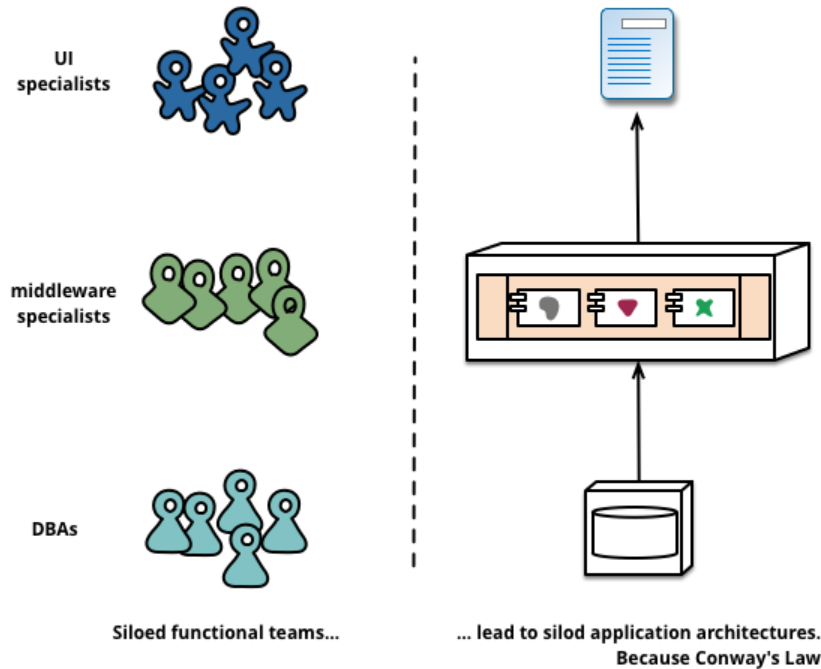 UI
specialists
middleware
specialists
DBAs
Siloed functional teams...
... lead to silod application architectures.
Because Conway's Law